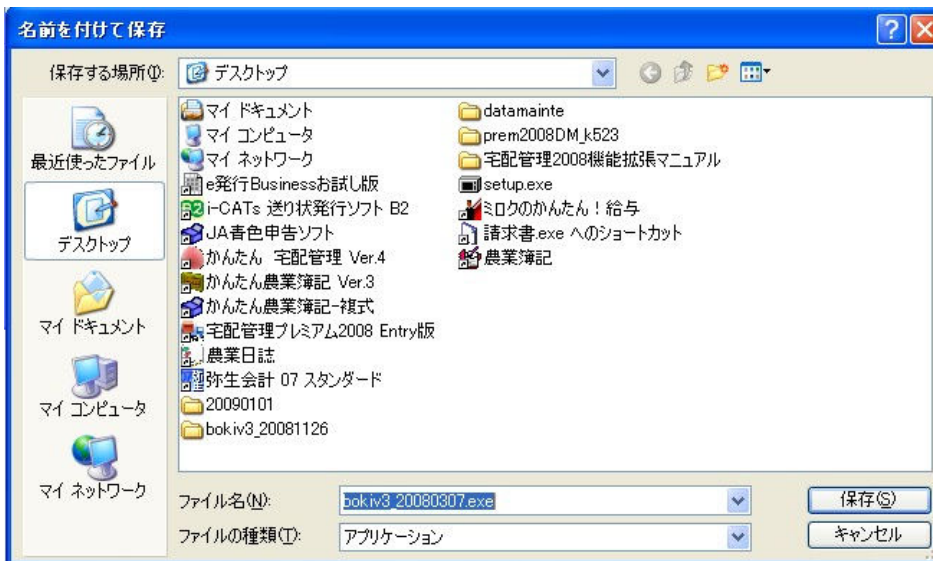 名前を付けて保存
保存する場所(I):
デスクトップ
最近使ったファイル
デスクトップ
マイ ドキュメント
マイ コンピュータ
マイ ネットワーク
マイ ドキュメント
マイ コンピュータ
マイ ネットワーク
e発行Businessお試し版
i-CATs 送り状発行ソフト B2
JA青色申告ソフト
かんたん 宅配管理 Ver.4
かんたん農業簿記 Ver.3
かんたん農業簿記-複式
宅配管理プレミアム2008 Entry版
農業日誌
弥生会計 07 スタンダード
20090101
bokiv3_20081126
datamainte
prem2008DM_k523
宅配管理2008機能拡張マニュアル
setup.exe
ミロクのかんたん!給与
請求書.exe へのショートカット
農業簿記
ファイル名(N):
bokiv3_20080307.exe
保存(S)
ファイルの種類(T):
アプリケーション
キャンセル